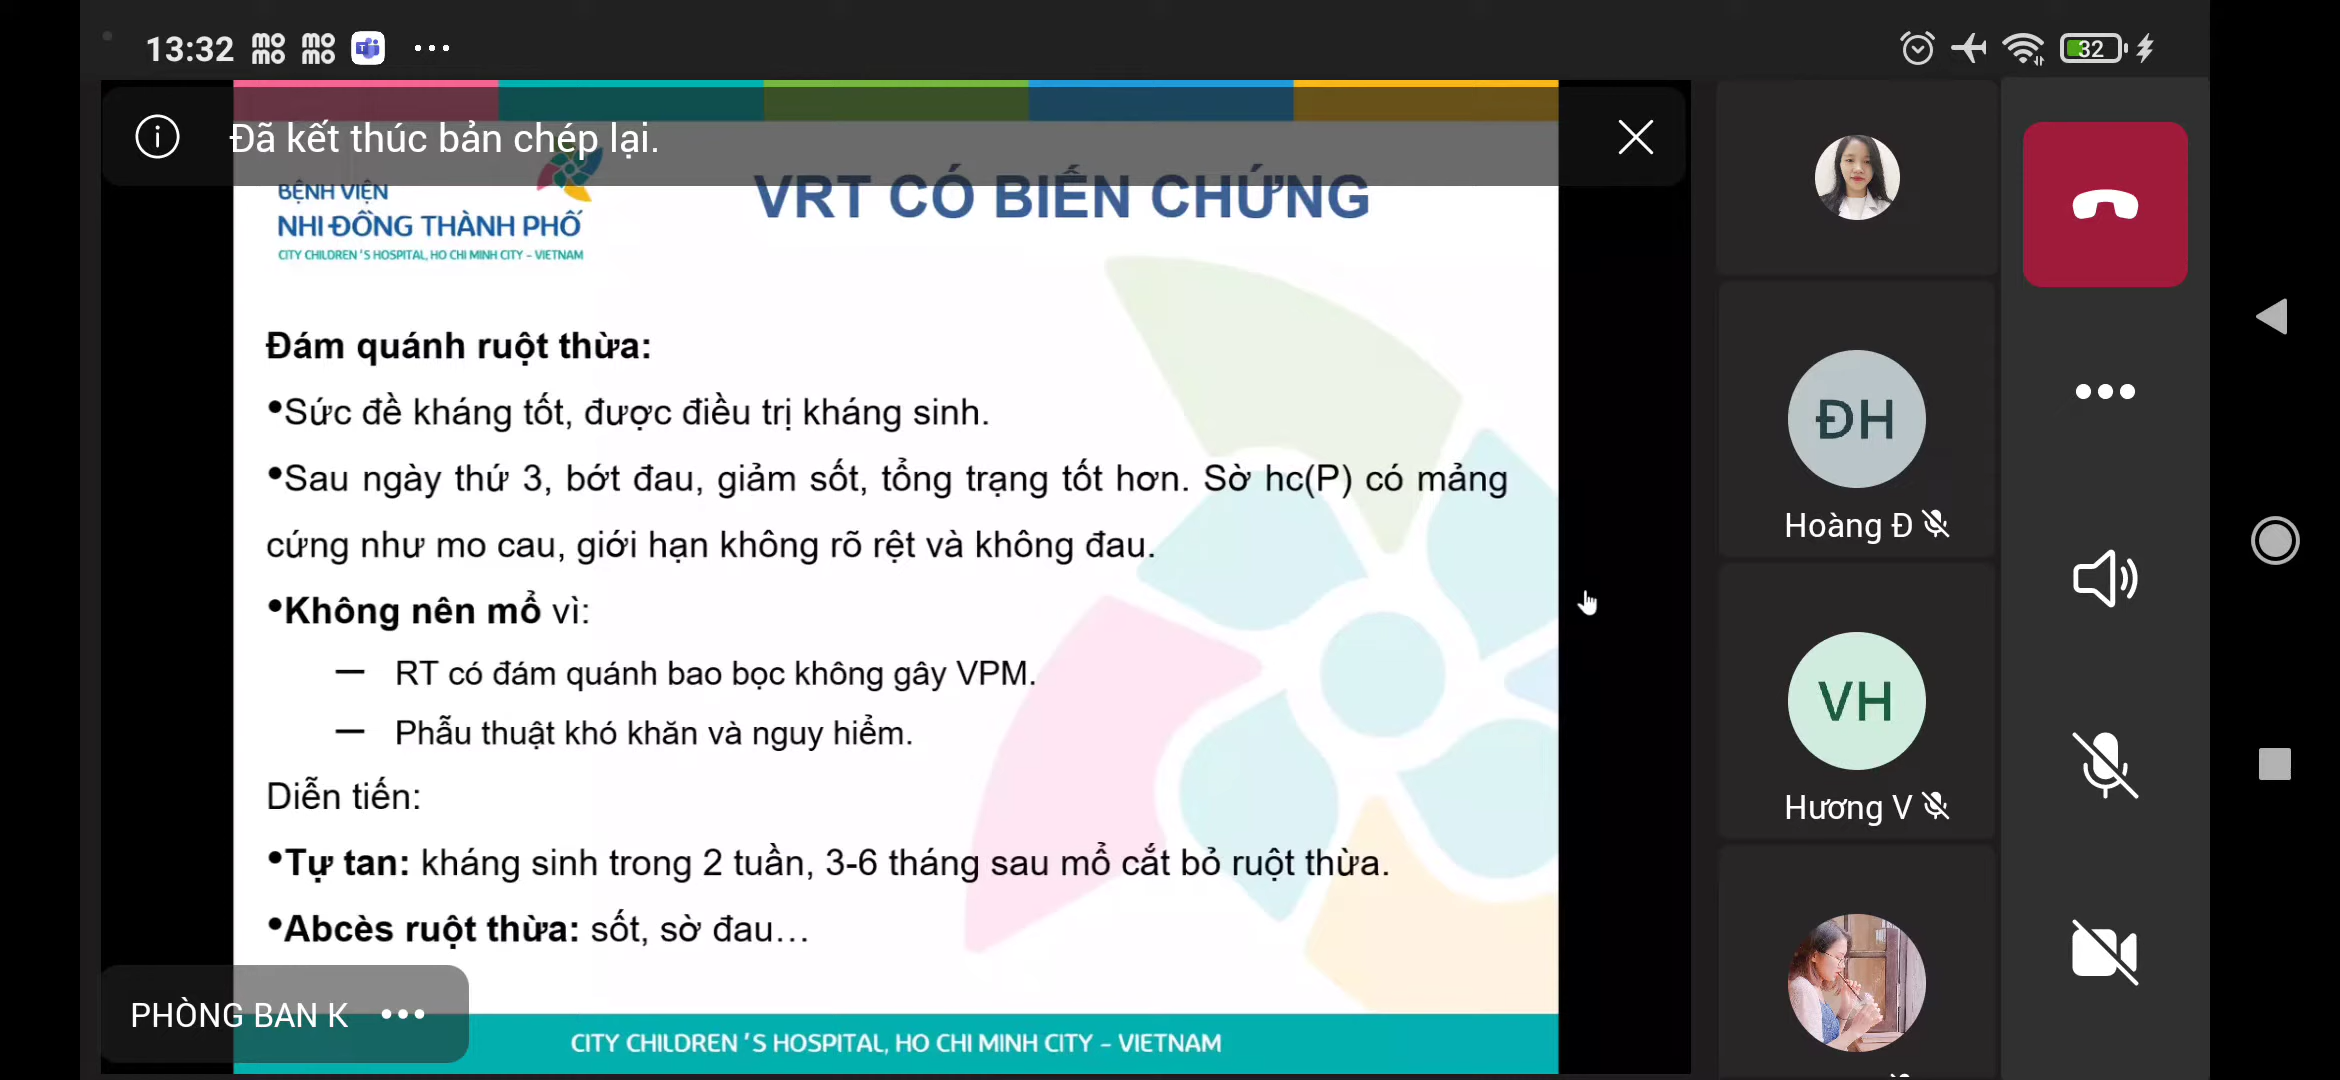 13:32
32
Đã kết thúc bản chép lại.
BỆNH VIỆN
NHI ĐỒNG THÀNH PHỐ
CITY CHILDREN'S HOSPITAL, HO CHI MINH CITY - VIETNAM
VRT CÓ BIẾN CHỨNG
Đám quánh ruột thừa:
•Sức đề kháng tốt, được điều trị kháng sinh.
•Sau ngày thứ 3, bớt đau, giảm sốt, tổng trạng tốt hơn. Sờ hc(P) có mảng
cứng như mo cau, giới hạn không rõ rệt và không đau.
•Không nên mổ vì:
— RT có đám quánh bao bọc không gây VPM.
— Phẫu thuật khó khăn và nguy hiểm.
Diễn tiến:
•Tự tan: kháng sinh trong 2 tuần, 3-6 tháng sau mổ cắt bỏ ruột thừa.
•Abcès ruột thừa: sốt, sờ đau...
PHÒNG BAN K
CITY CHILDREN'S HOSPITAL, HO CHI MINH CITY – VIETNAM
ĐH
Hoàng Đ
VH
Hương V